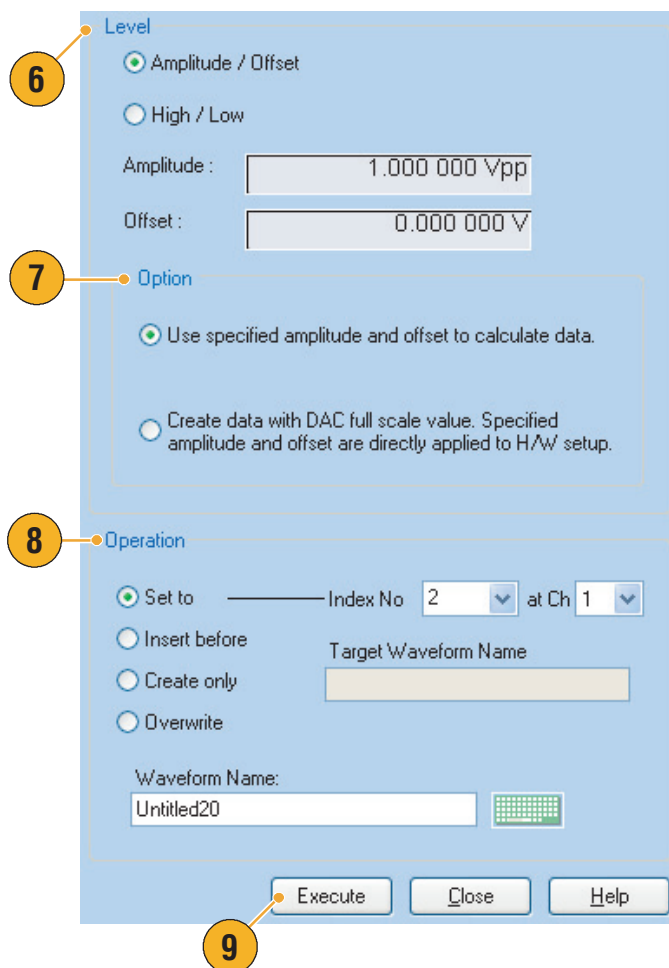 Level
6
Amplitude / Offset
High / Low
Amplitude : 1.000 000 Vpp
Offset : 0.000 000 V
7
Option
Use specified amplitude and offset to calculate data.
Create data with DAC full scale value. Specified
amplitude and offset are directly applied to H/W setup.
8
Operation
Set to Index No 2 at Ch 1
Insert before
Target Waveform Name
Create only
Overwrite
Waveform Name:
Untitled20
Execute Close Help
9